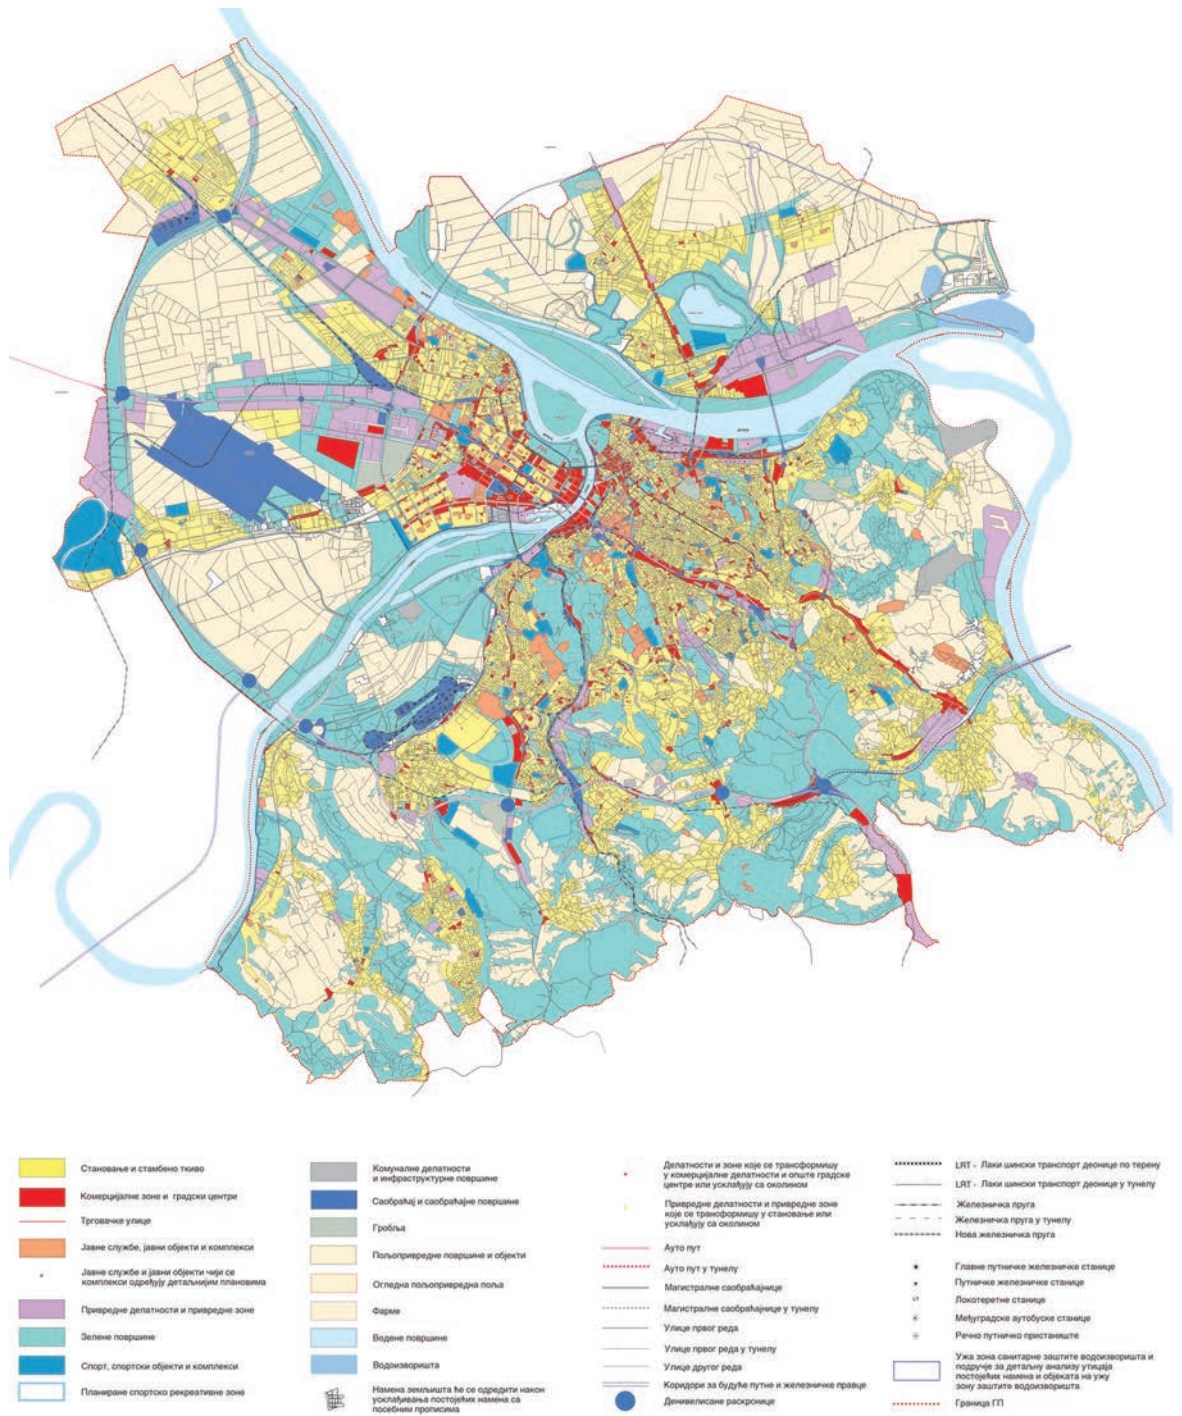 Становање и стамбено ткиво
Комерцијалне зоне и градски центри
Трговачке улице
Јавне службе, јавни објекти и комплекси
Јавне службе и јавни објекти чији се
комплекси одређују детаљнијим плановима
Привредне делатности и привредне зоне
Зелене површине
Спорт, спортски објекти и комплекси
Планиране спортско рекреативне зоне
Комуналне делатности
и инфраструктурне површине
Саобраћај и саобраћајне површине
Гробља
Пољопривредне површине и објекти
Огледна пољопривредна поља
Фарме
Водене површине
Водоизворишта
Намена земљишта ће се одредити након
усклађивања постојећих намена са
посебним прописима
Делатности и зоне које се трансформишу
у комерцијалне делатности и опште градске
центре или усклађују са околином
Привредне делатности и привредне зоне
које се трансформишу у становање или
усклађују са околином
Ауто пут
Ауто пут у тунелу
Магистралне саобраћајнице
Магистралне саобраћајнице у тунелу
Улице првог реда
Улице првог реда у тунелу
Улице другог реда
Коридори за будуће путне и железничке правце
Денивелисане раскрснице
LRT - Лаки шински транспорт деонице по терену
LRT - Лаки шински транспорт деонице у тунелу
Железничка пруга
Железничка пруга у тунелу
Нова железничка пруга
Главне путничке железничке станице
Путничке железничке станице
Локотеретне станице
Међуградске аутобуске станице
Речно путничко пристаниште
Ужа зона санитарне заштите водоизворишта и
подручје за детаљну анализу утицаја
постојећих намена и објеката на ужу
зону заштите водоизворишта
Граница ГП